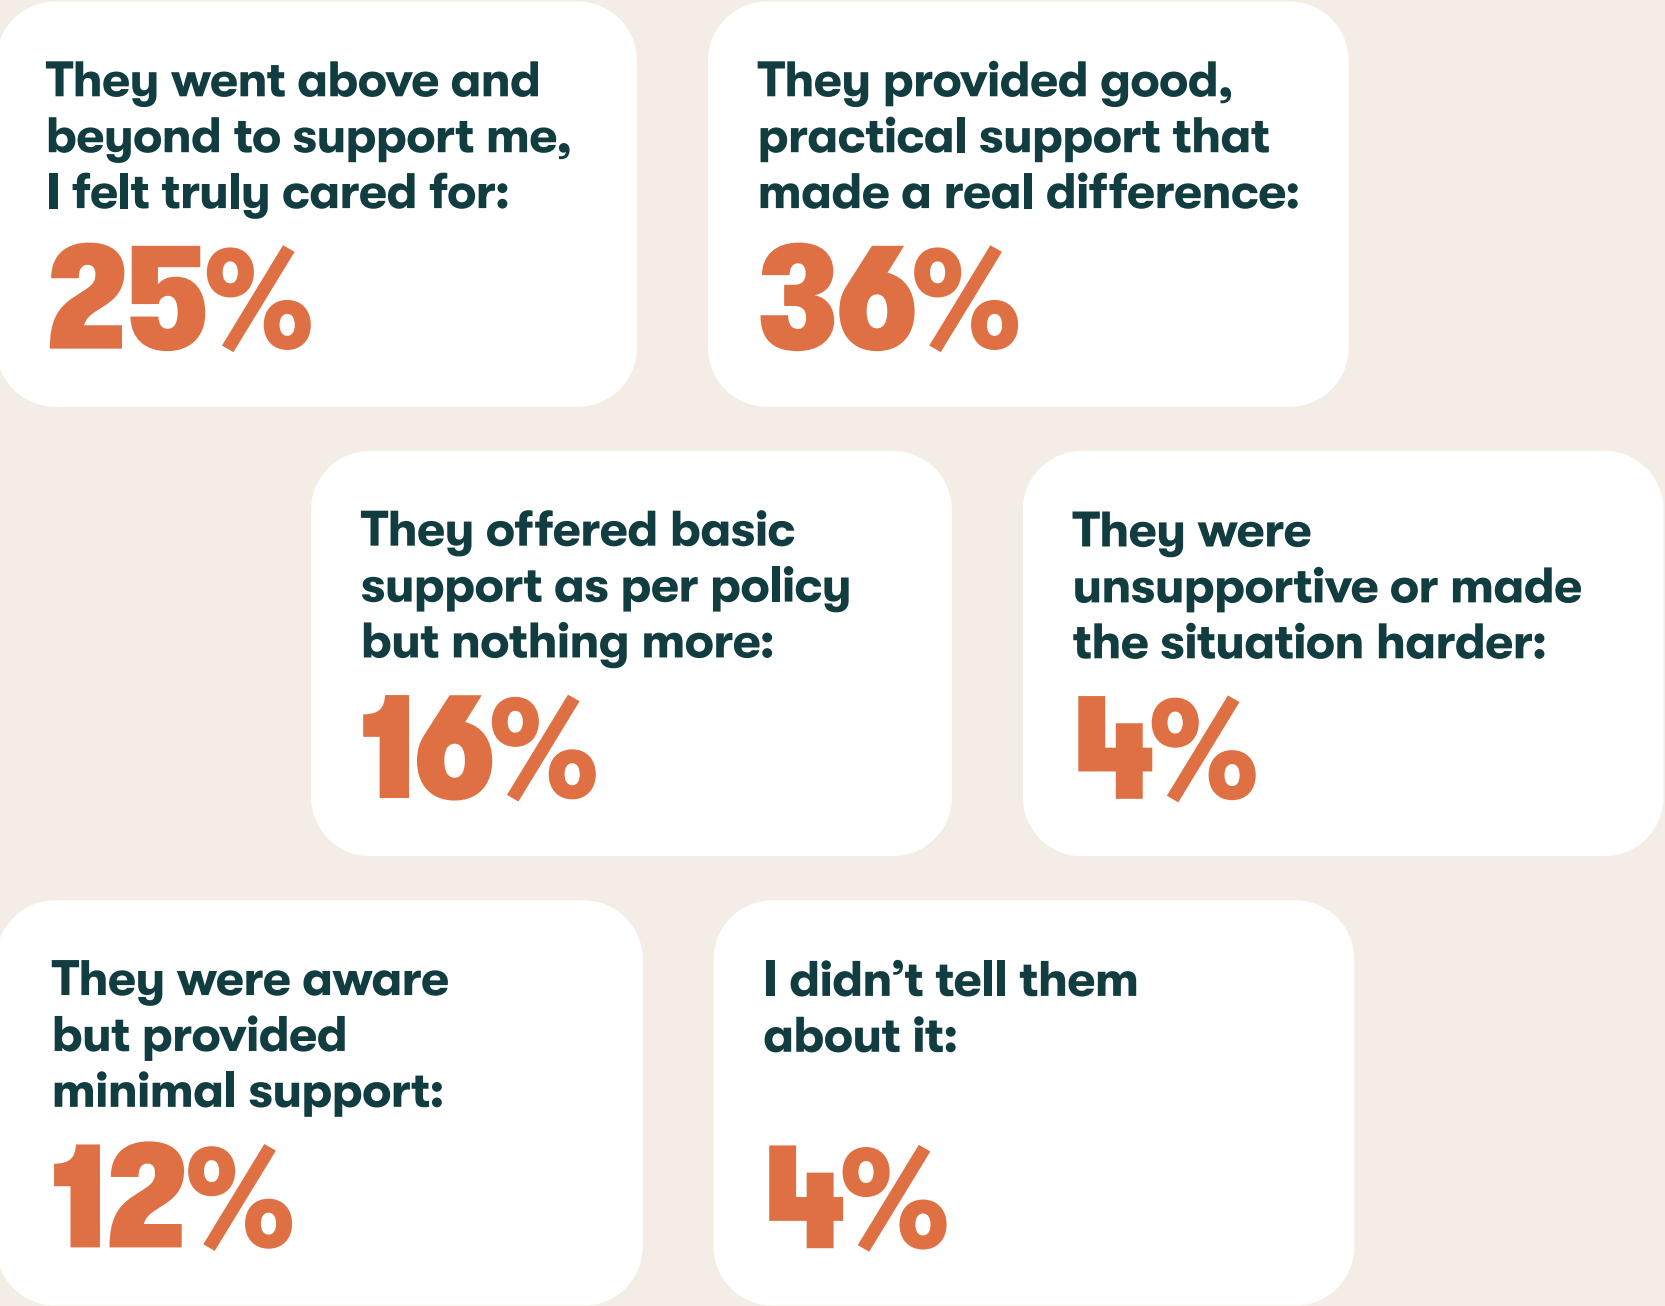 They went above and
beyond to support me,
I felt truly cared for:
25%
They provided good,
practical support that
made a real difference:
36%
They offered basic
support as per policy
but nothing more:
16%
They were
unsupportive or made
the situation harder:
4%
They were aware
but provided
minimal support:
12%
I didn’t tell them
about it:
4%